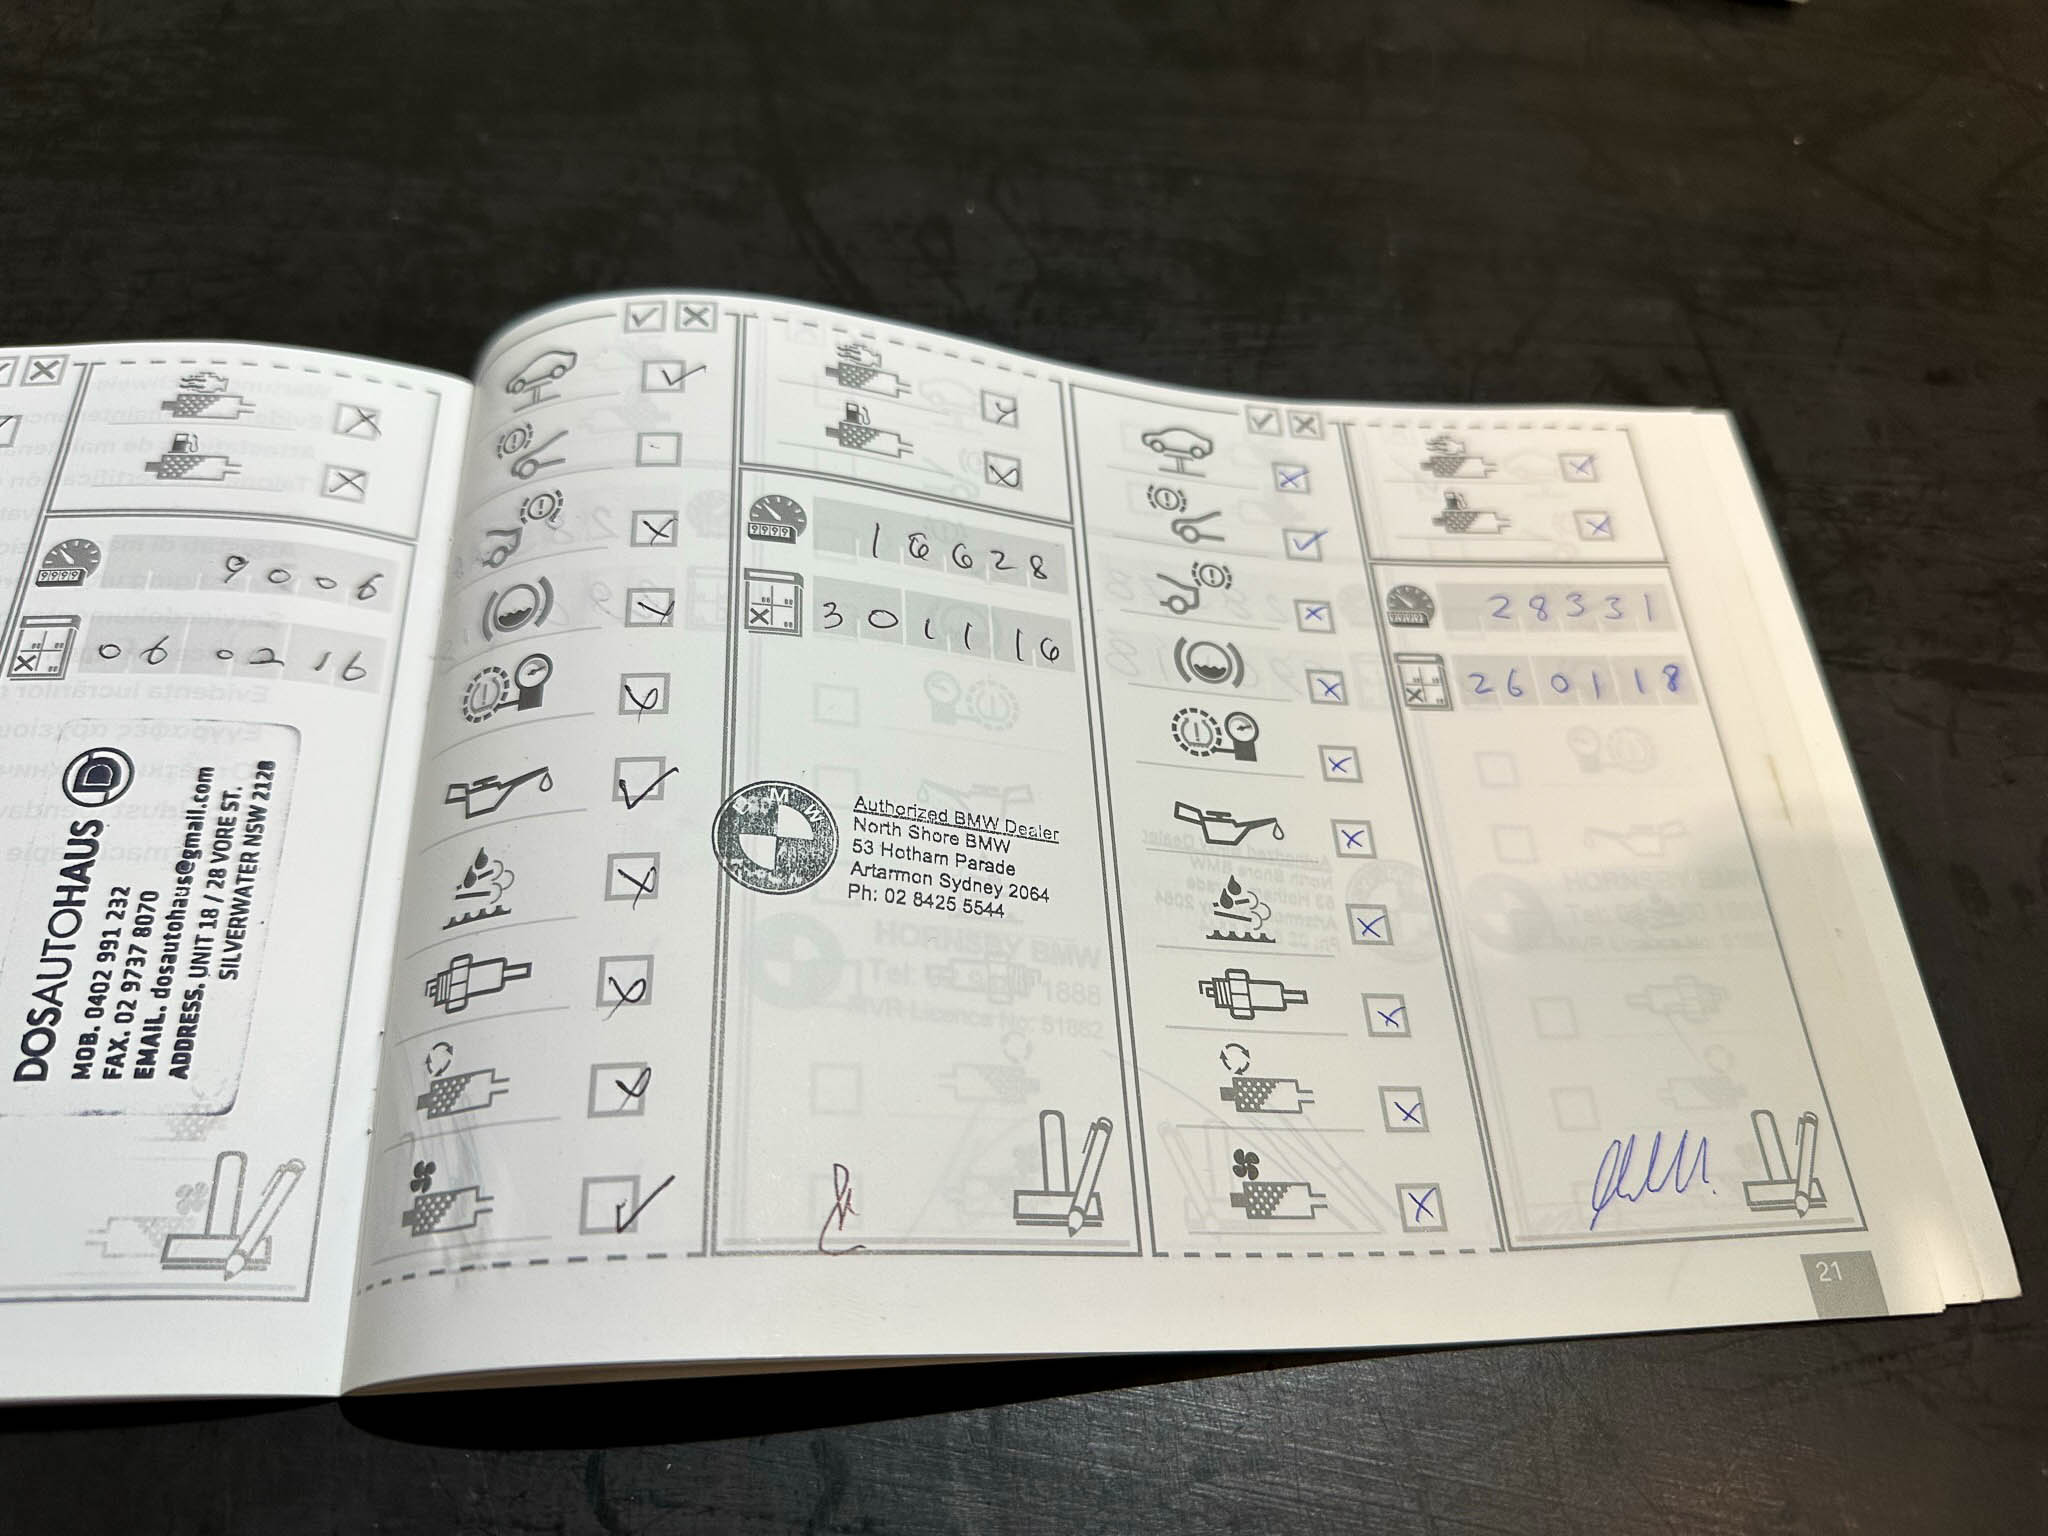 9006
060216
DOSAUTOHAUS
MOB. 0402 991 232
FAX. 02 9737 8070
EMAIL. dosautohaus@gmail.com
ADDRESS. UNIT 18 / 28 VORE ST.
SILVERWATER NSW 2128
16628
301116
BMW
Authorized BMW Dealer
North Shore BMW
53 Hotham Parade
Artarmon Sydney 2064
Ph: 02 8425 5544
HORNSBY BMW
28331
260118
21